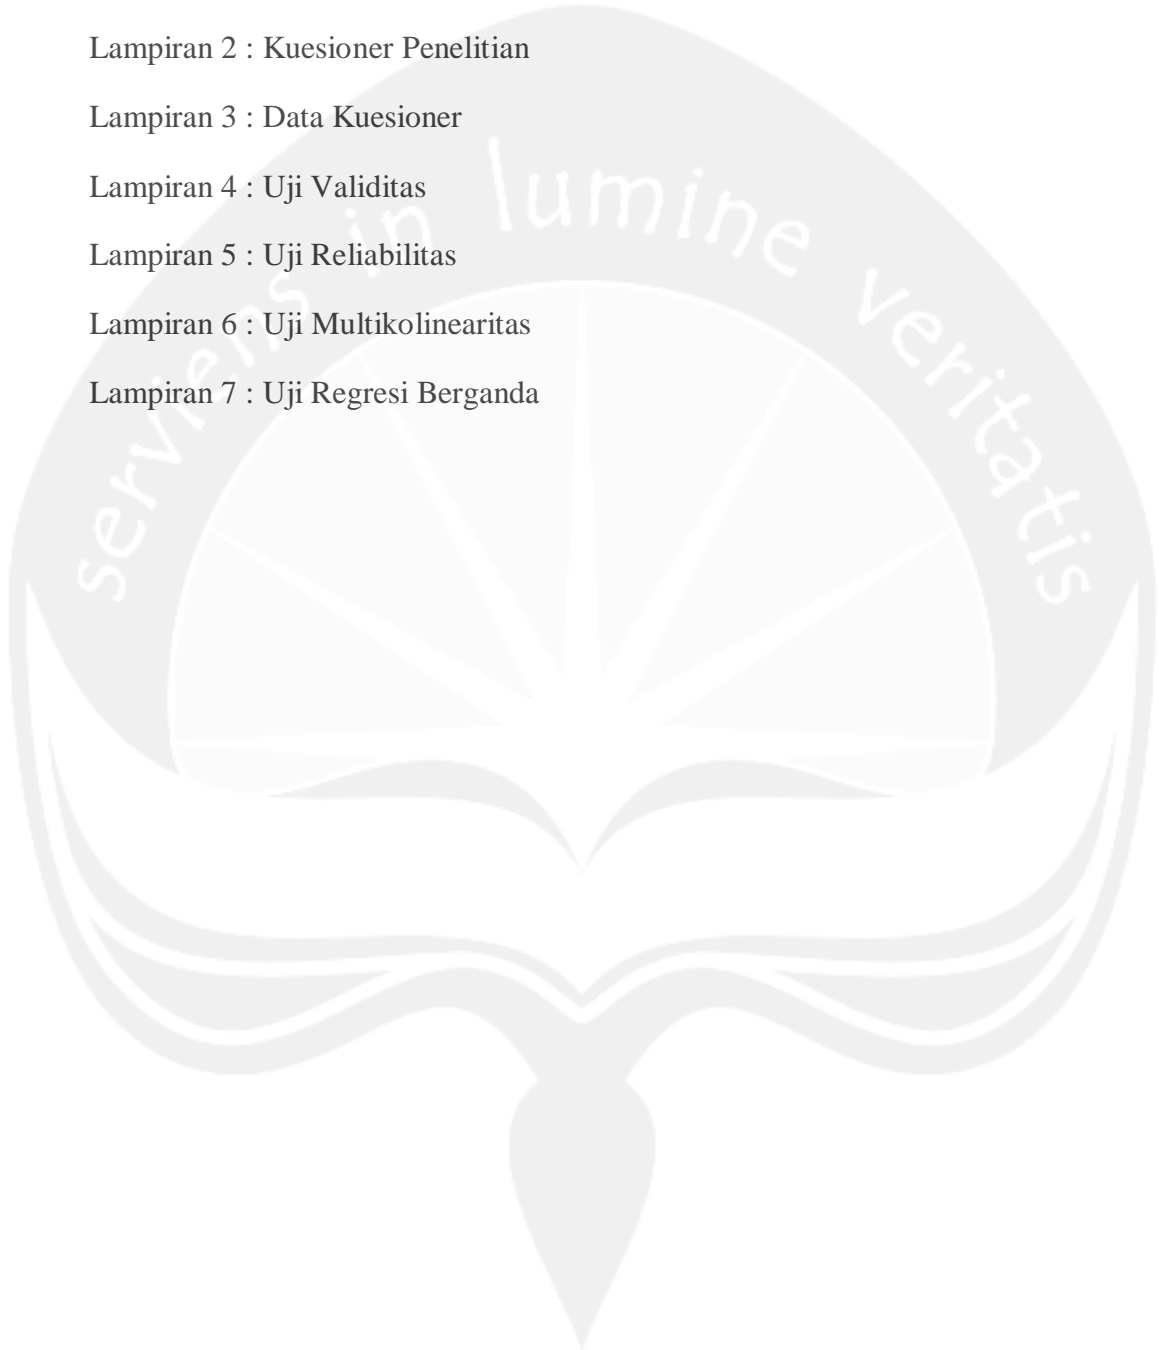 Lampiran 2 : Kuesioner Penelitian
Lampiran 3 : Data Kuesioner
Lampiran 4 : Uji Validitas
Lampiran 5 : Uji Reliabilitas
Lampiran 6 : Uji Multikolinearitas
Lampiran 7 : Uji Regresi Berganda
serviens in lumine veritatis